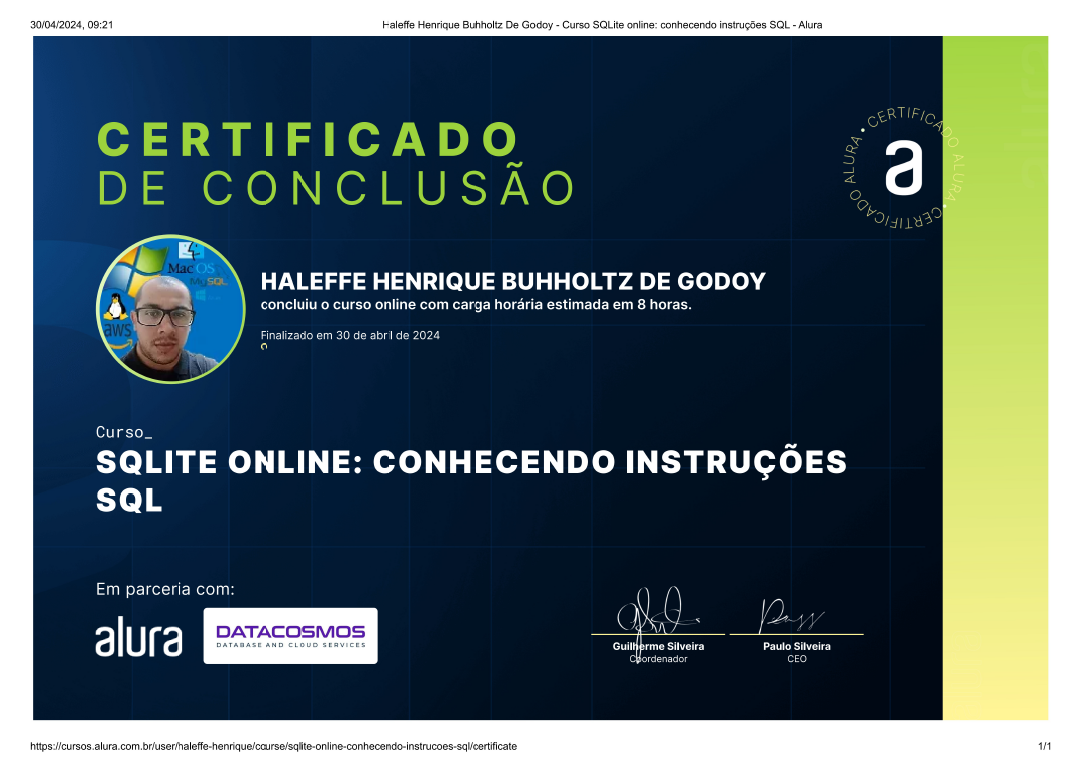 30/04/2024, 09:21
Haleffe Henrique Buhholtz De Godoy - Curso SQLite online: conhecendo instruções SQL - Alura
CERTIFICADO
DE CONCLUSÃO
CERTIFICADO ALURA • CERTIFICADO ALURA •
a
Mac OS
MySQL
aws
HALEFFE HENRIQUE BUHHOLTZ DE GODOY
concluiu o curso online com carga horária estimada em 8 horas.
Finalizado em 30 de abril de 2024
Curso_
SQLITE ONLINE: CONHECENDO INSTRUÇÕES
SQL
Em parceria com:
alura
DATACOSMOS
DATABASE AND CLOUD SERVICES
Guilherme Silveira
Coordenador
Paulo Silveira
CEO
https://cursos.alura.com.br/user/haleffe-henrique/course/sqlite-online-conhecendo-instrucoes-sql/certificate
1/1